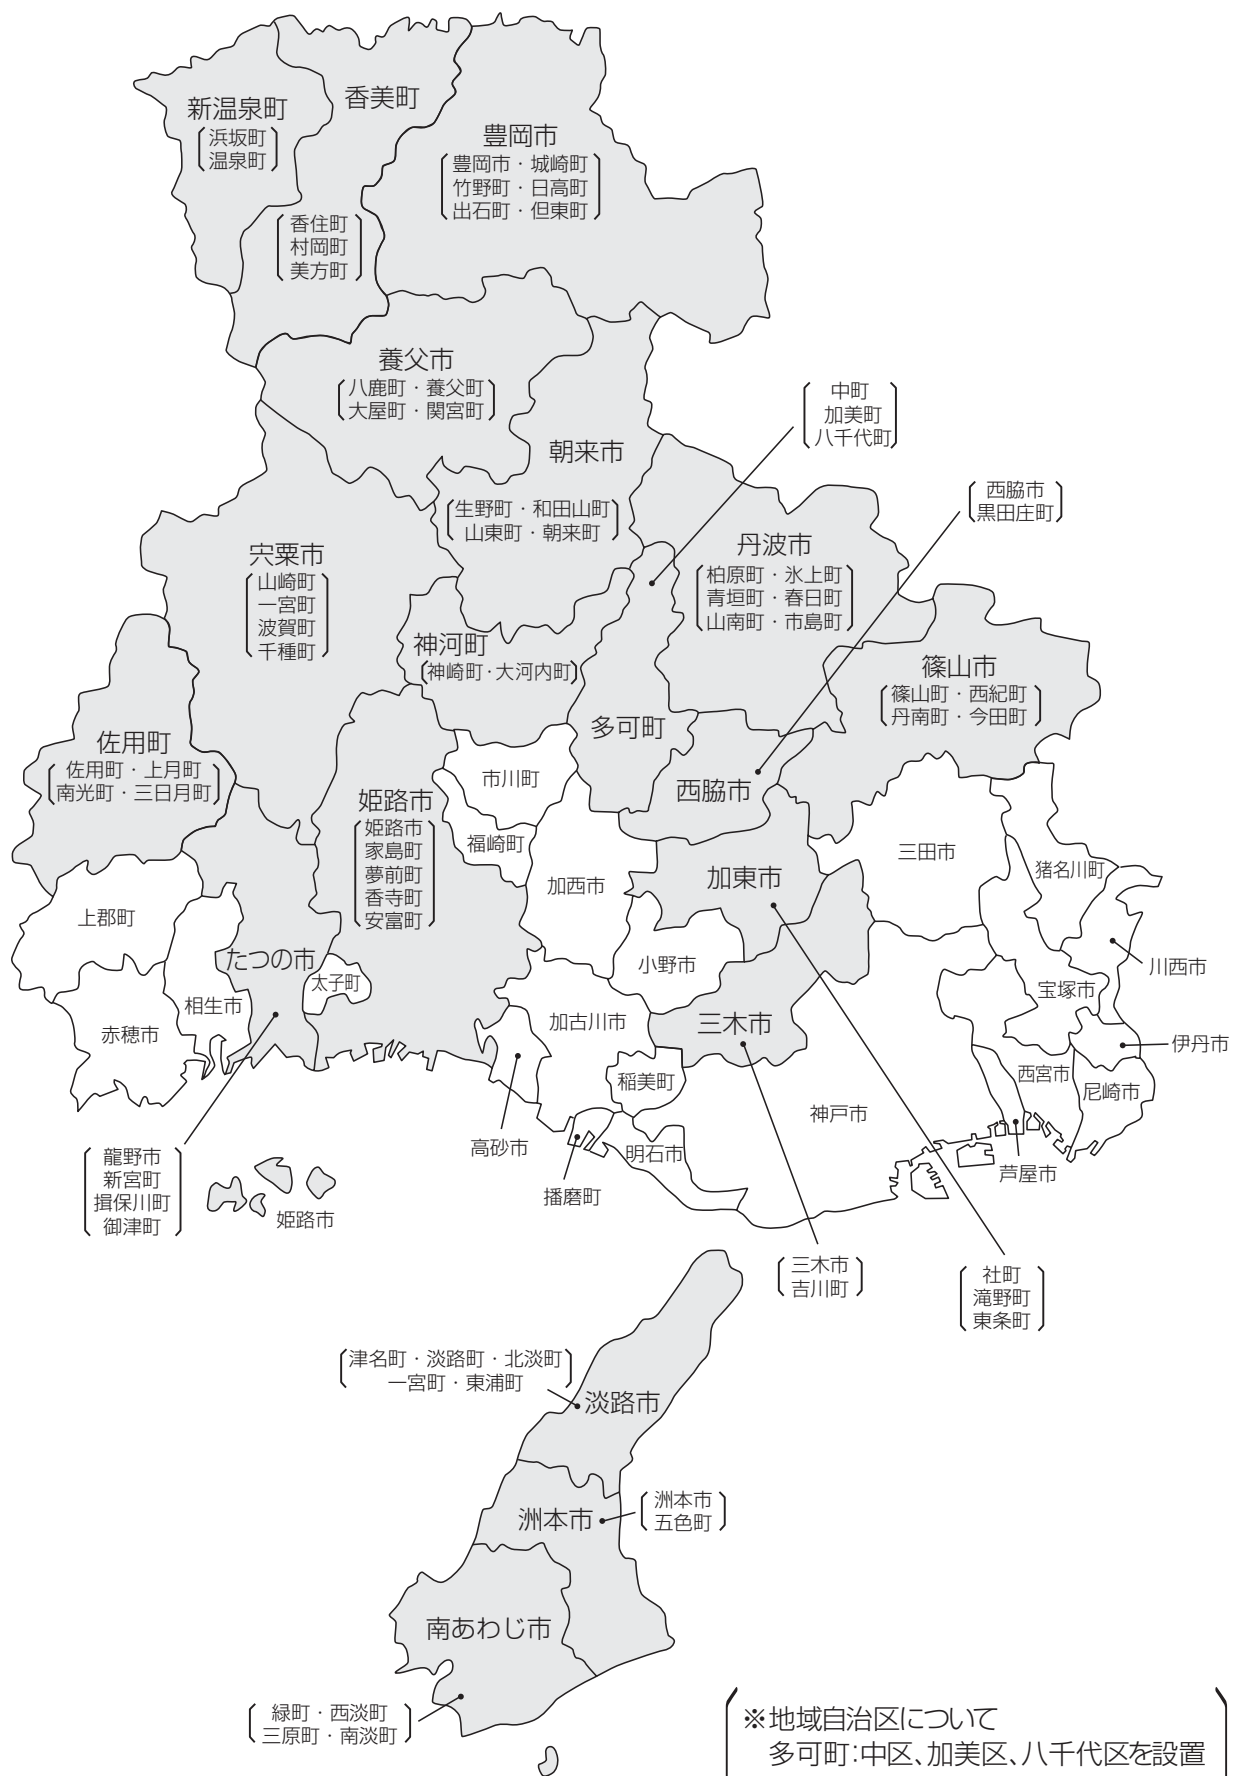 香美町
新温泉町
浜坂町
温泉町
豊岡市
豊岡市・城崎町
竹野町・日高町
出石町・但東町
香住町
村岡町
美方町
養父市
八鹿町・養父町
大屋町・関宮町
中町
加美町
八千代町
朝来市
生野町・和田山町
山東町・朝来町
西脇市
黒田庄町
宍粟市
山崎町
一宮町
波賀町
千種町
丹波市
柏原町・氷上町
青垣町・春日町
山南町・市島町
神河町
神崎町・大河内町
篠山市
篠山町・西紀町
丹南町・今田町
多可町
佐用町
佐用町・上月町
南光町・三日月町
市川町
西脇市
姫路市
姫路市
家島町
夢前町
香寺町
安富町
福崎町
三田市
猪名川町
加西市
加東市
上郡町
たつの市
太子町
小野市
川西市
宝塚市
相生市
赤穂市
加古川市
三木市
伊丹市
西宮市
尼崎市
稲美町
神戸市
高砂市
明石市
芦屋市
播磨町
龍野市
新宮町
揖保川町
御津町
姫路市
三木市
吉川町
社町
滝野町
東条町
津名町・淡路町・北淡町
一宮町・東浦町
淡路市
洲本市
洲本市
五色町
南あわじ市
緑町・西淡町
三原町・南淡町
※地域自治区について
多可町：中区、加美区、八千代区を設置